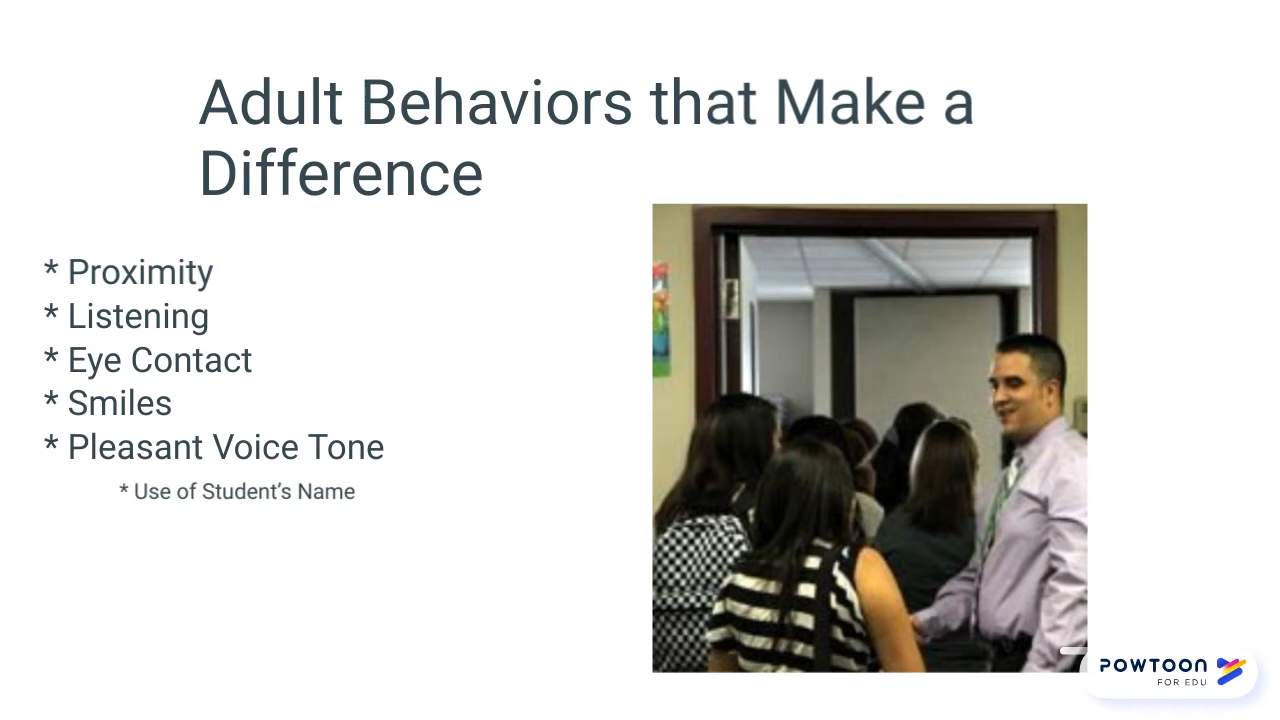 Adult Behaviors that Make a
Difference
* Proximity
* Listening
* Eye Contact
* Smiles
* Pleasant Voice Tone
* Use of Student’s Name
POWTOON
FOR EDU